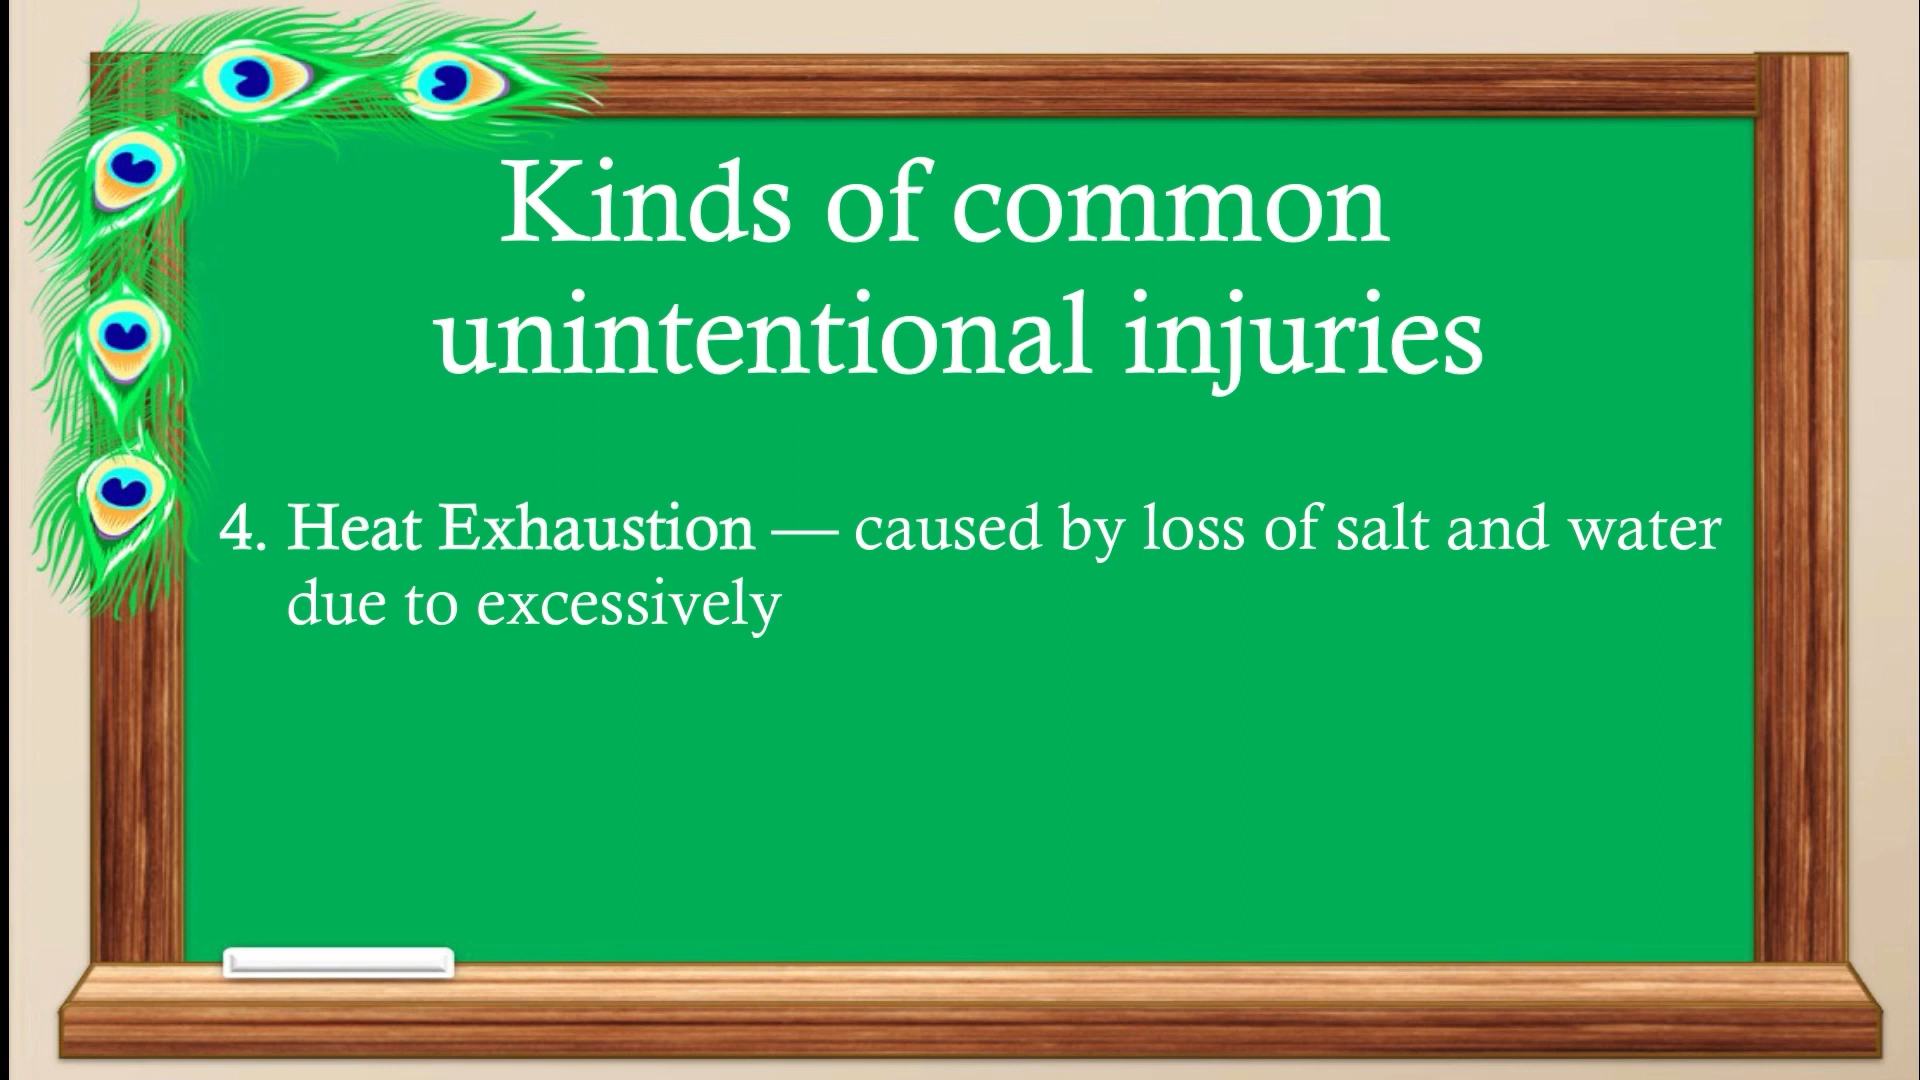 Kinds of common
unintentional injuries
4. Heat Exhaustion — caused by loss of salt and water
due to excessively